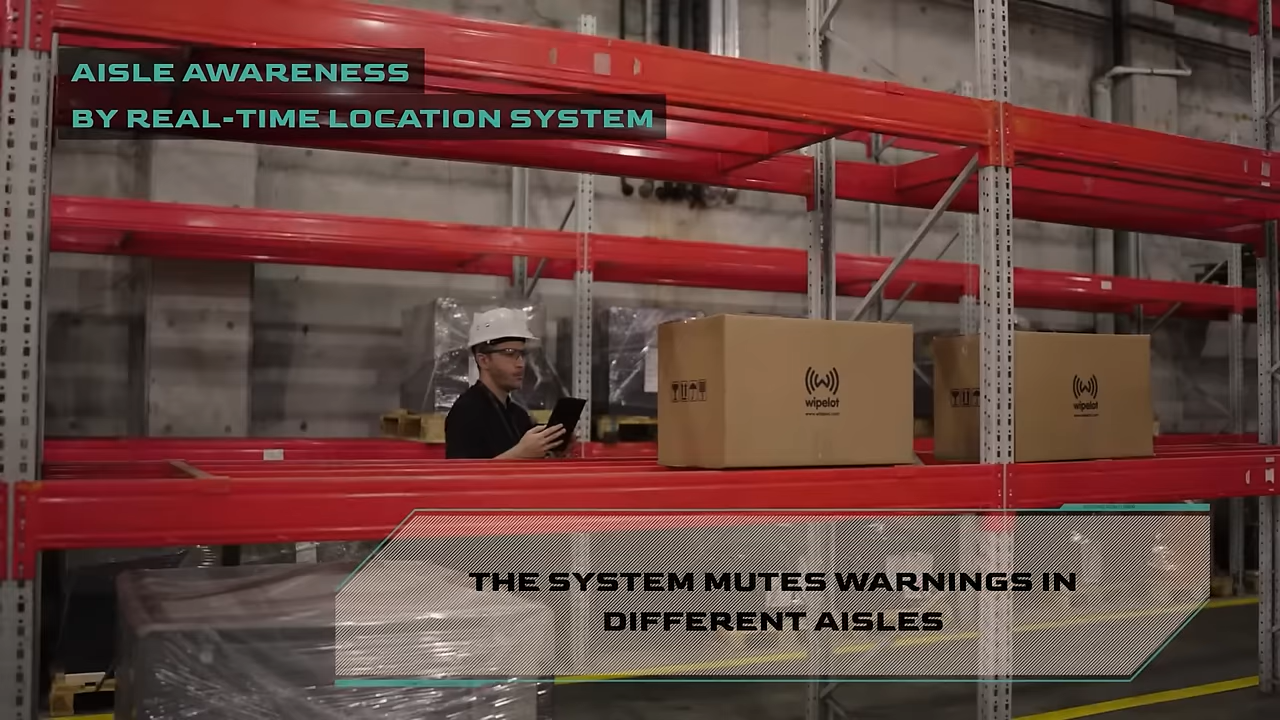 AISLE AWARENESS
BY REAL-TIME LOCATION SYSTEM
wipelot
wipelot
THE SYSTEM MUTES WARNINGS IN
DIFFERENT AISLES